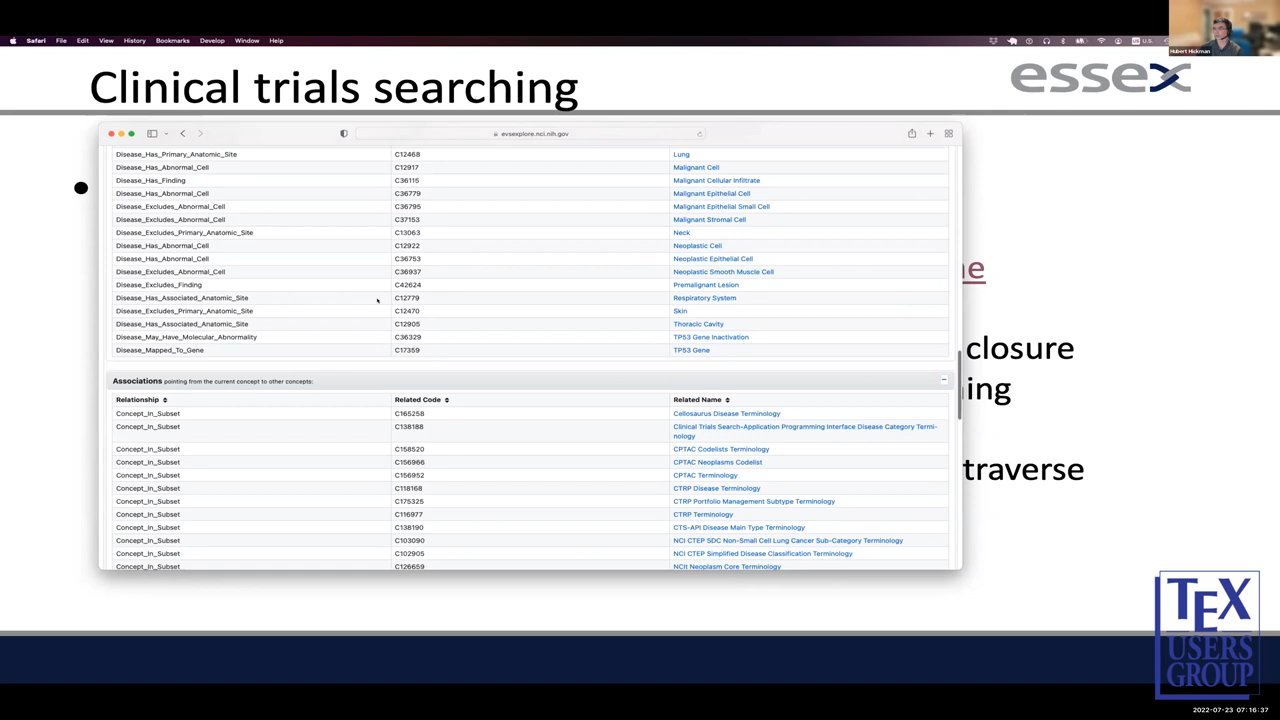 Safari File Edit View History Bookmarks Develop Window Help
U.S.
Hubert Hickman
Clinical trials searching
essex
evsexplore.nci.nih.gov
Disease_Has_Primary_Anatomic_Site C12468 Lung
Disease_Has_Abnormal_Cell C12917 Malignant Cell
Disease_Has_Finding C36115 Malignant Cellular Infiltrate
Disease_Has_Abnormal_Cell C36779 Malignant Epithelial Cell
Disease_Excludes_Abnormal_Cell C36795 Malignant Epithelial Small Cell
Disease_Excludes_Abnormal_Cell C37153 Malignant Stromal Cell
Disease_Excludes_Primary_Anatomic_Site C13063 Neck
Disease_Has_Abnormal_Cell C12922 Neoplastic Cell
Disease_Has_Abnormal_Cell C36753 Neoplastic Epithelial Cell
Disease_Excludes_Abnormal_Cell C36937 Neoplastic Smooth Muscle Cell
Disease_Excludes_Finding C42624 Premalignant Lesion
Disease_Has_Associated_Anatomic_Site C12779 Respiratory System
Disease_Excludes_Primary_Anatomic_Site C12470 Skin
Disease_Has_Associated_Anatomic_Site C12905 Thoracic Cavity
Disease_May_Have_Molecular_Abnormality C36329 TP53 Gene Inactivation
Disease_Mapped_To_Gene C17359 TP53 Gene
Associations pointing from the current concept to other concepts:
Relationship Related Code Related Name
Concept_In_Subset C165258 Cellosaurus Disease Terminology
Concept_In_Subset C138188 Clinical Trials Search-Application Programming Interface Disease Category Termi-
nology
Concept_In_Subset C158520 CPTAC Codelists Terminology
Concept_In_Subset C156966 CPTAC Neoplasms Codelist
Concept_In_Subset C156952 CPTAC Terminology
Concept_In_Subset C118168 CTRP Disease Terminology
Concept_In_Subset C175325 CTRP Portfolio Management Subtype Terminology
Concept_In_Subset C116977 CTRP Terminology
Concept_In_Subset C138190 CTS-API Disease Main Type Terminology
Concept_In_Subset C103090 NCI CTEP SDC Non-Small Cell Lung Cancer Sub-Category Terminology
Concept_In_Subset C102905 NCI CTEP Simplified Disease Classification Terminology
Concept_In_Subset C126659 NCIt Neoplasm Core Terminology
ne
closure
ing
traverse
TEX
USERS
GROUP
2022-07-23 07:16:37